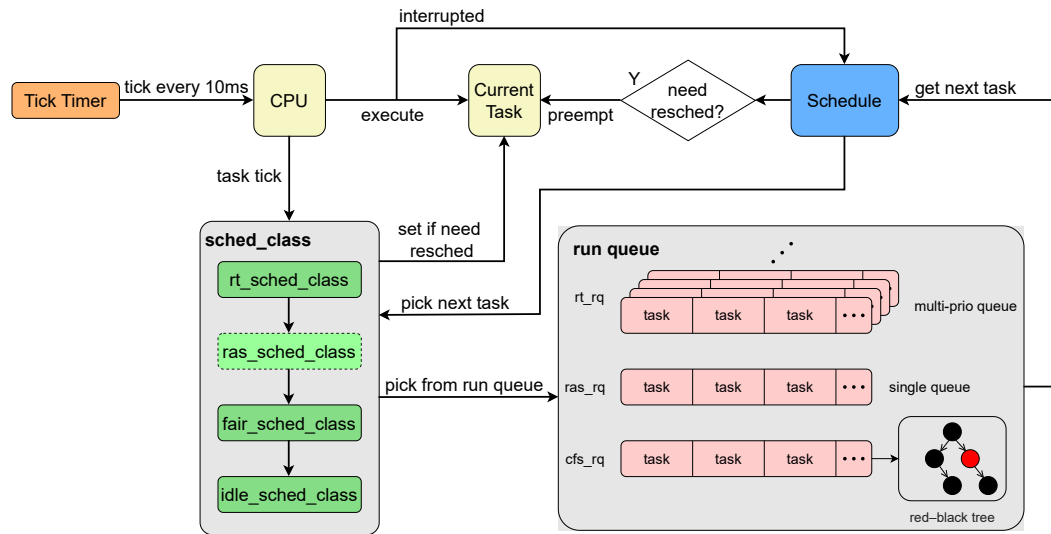 interrupted
Tick Timer
tick every 10ms
CPU
execute
Current
Task
preempt
Y
need
resched?
Schedule
get next task
task tick
set if need
resched
sched_class
rt_sched_class
ras_sched_class
fair_sched_class
idle_sched_class
pick next task
pick from run queue
run queue
rt_rq
task task task •••
multi-prio queue
ras_rq
task task task •••
single queue
cfs_rq
task task task •••
red–black tree